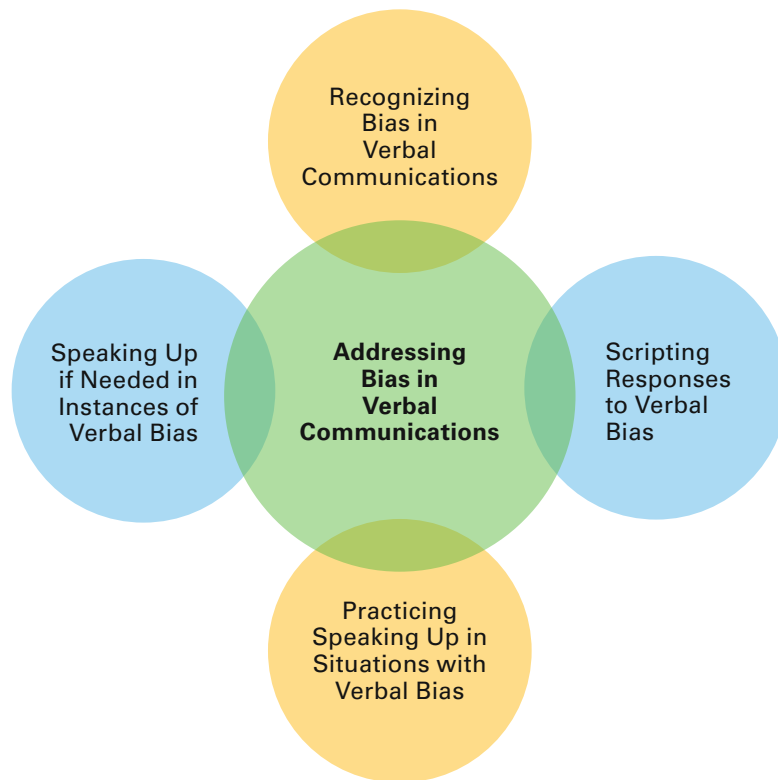 Recognizing
Bias in
Verbal
Communications
Speaking Up
if Needed in
Instances of
Verbal Bias
Addressing
Bias in
Verbal
Communications
Scripting
Responses
to Verbal
Bias
Practicing
Speaking Up in
Situations with
Verbal Bias